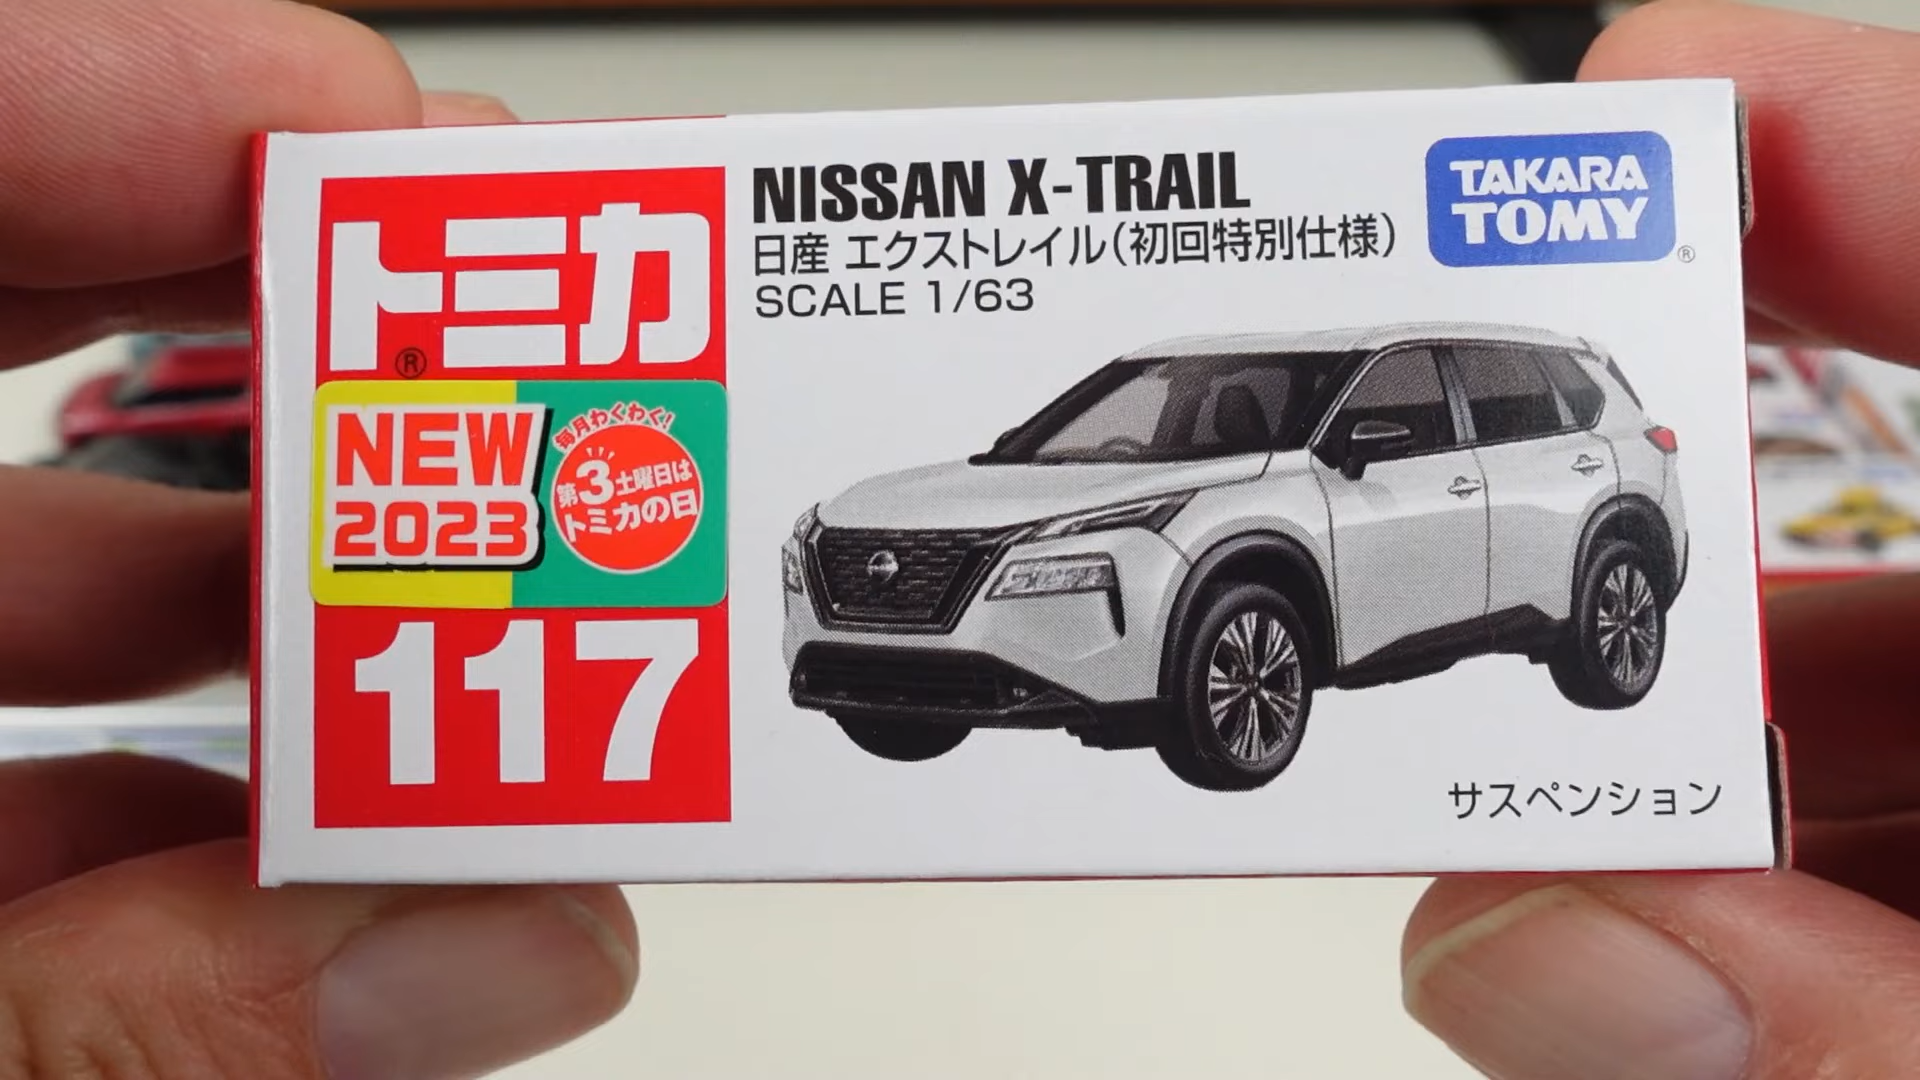 トミカ
®
NEW
2023
毎月わくわく!
第3土曜日は
トミカの日
117
NISSAN X-TRAIL
日産 エクストレイル(初回特別仕様)
SCALE 1/63
TAKARA
TOMY
®
サスペンション